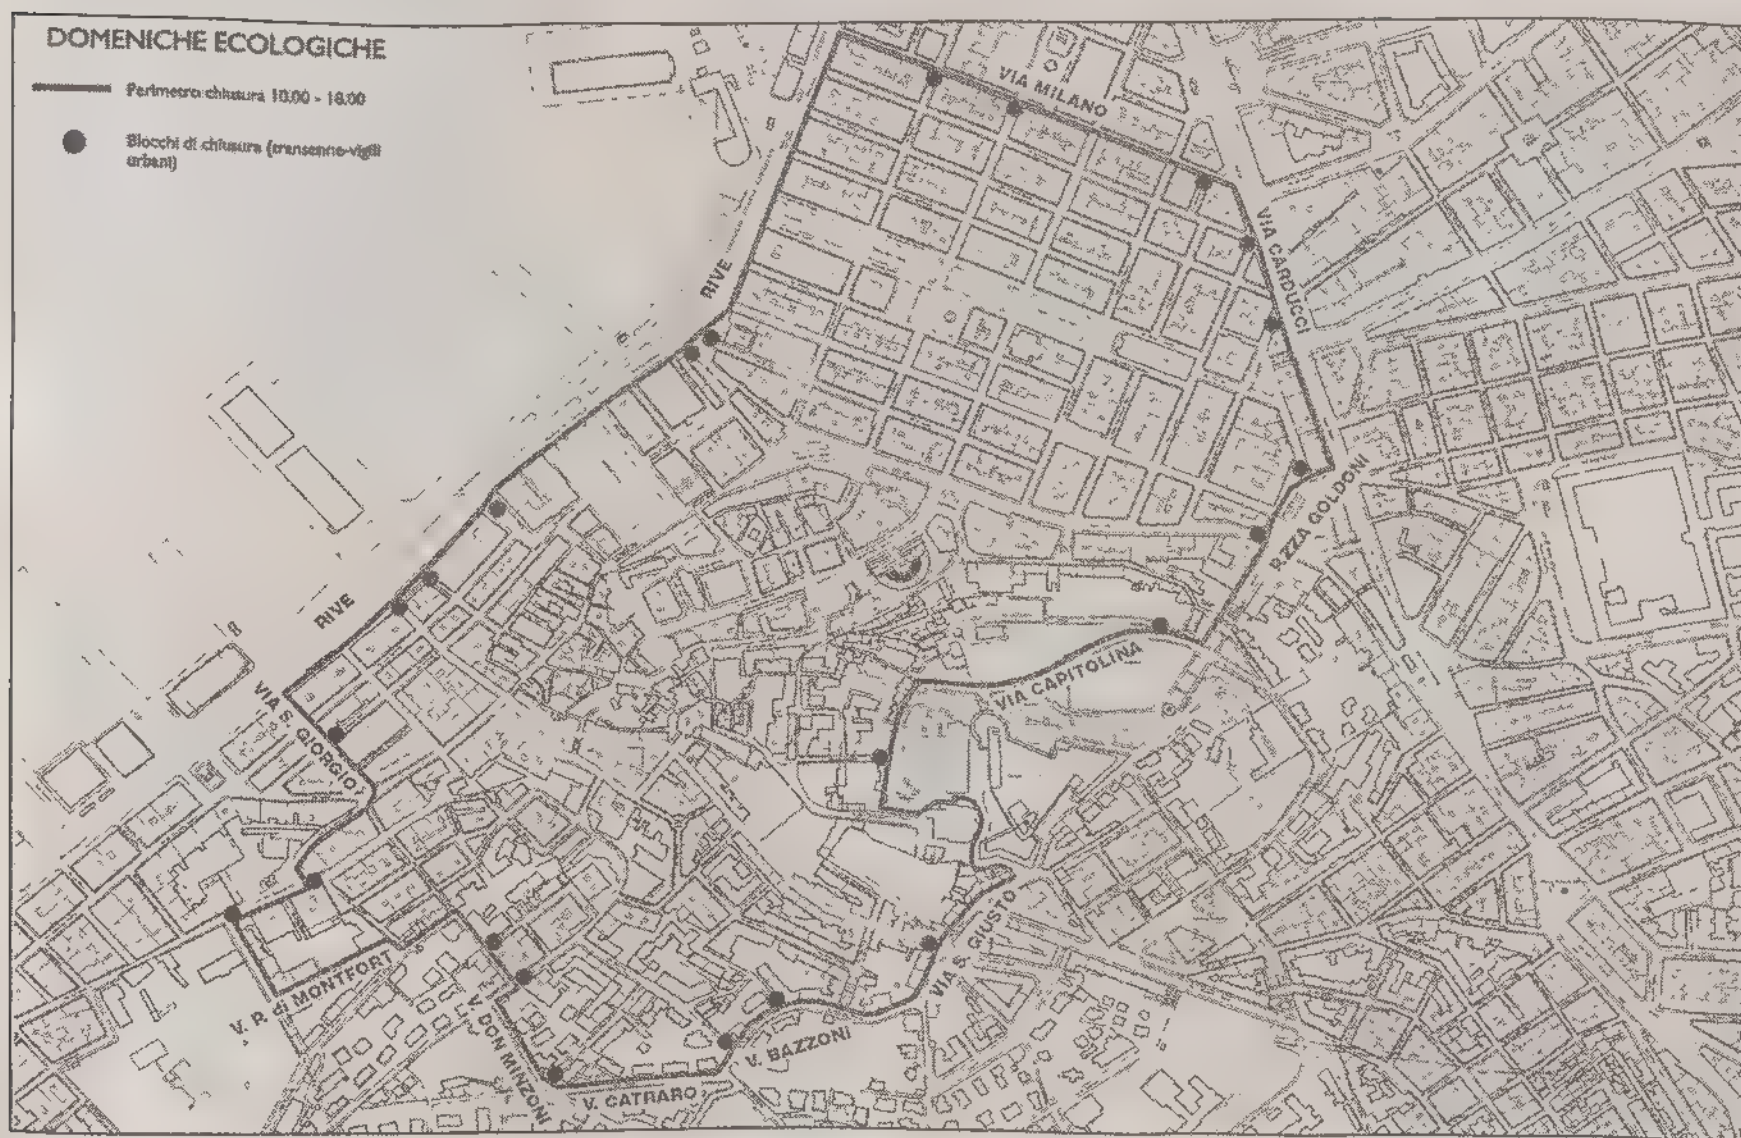 DOMENICHE ECOLOGICHE
Perimetro chiusura 10.00 - 18.00
Blocchi di chiusura (transenne-vigili
urbani)
VIA MILANO
VIA CARDUCCI
RIVE
P.ZZA GOLDONI
RIVE
VIA CAPITOLINA
VIA S. GIORGIO
VIA S. GIUSTO
V. P. di MONTFORT
V. DON MINZONI
V. BAZZONI
V. CATRARO